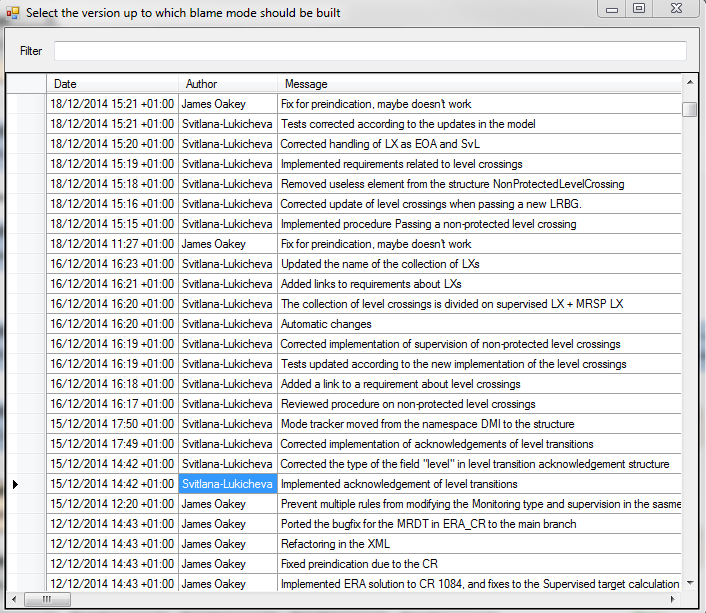 Select the version up to which blame mode should be built
Filter
Date Author Message
18/12/2014 15:21 +01:00 James Oakey Fix for preindication, maybe doesn't work
18/12/2014 15:21 +01:00 Svitlana-Lukicheva Tests corrected according to the updates in the model
18/12/2014 15:20 +01:00 Svitlana-Lukicheva Corrected handling of LX as EOA and SvL
18/12/2014 15:19 +01:00 Svitlana-Lukicheva Implemented requirements related to level crossings
18/12/2014 15:18 +01:00 Svitlana-Lukicheva Removed useless element from the structure NonProtectedLevelCrossing
18/12/2014 15:16 +01:00 Svitlana-Lukicheva Corrected update of level crossings when passing a new LRBG.
18/12/2014 15:15 +01:00 Svitlana-Lukicheva Implemented procedure Passing a non-protected level crossing
18/12/2014 11:27 +01:00 James Oakey Fix for preindication, maybe doesn't work
16/12/2014 16:23 +01:00 Svitlana-Lukicheva Updated the name of the collection of LXs
16/12/2014 16:21 +01:00 Svitlana-Lukicheva Added links to requirements about LXs
16/12/2014 16:20 +01:00 Svitlana-Lukicheva The collection of level crossings is divided on supervised LX + MRSP LX
16/12/2014 16:20 +01:00 Svitlana-Lukicheva Automatic changes
16/12/2014 16:19 +01:00 Svitlana-Lukicheva Corrected implementation of supervision of non-protected level crossings
16/12/2014 16:19 +01:00 Svitlana-Lukicheva Tests updated according to the new implementation of the level crossings
16/12/2014 16:18 +01:00 Svitlana-Lukicheva Added a link to a requirement about level crossings
16/12/2014 16:17 +01:00 Svitlana-Lukicheva Reviewed procedure on non-protected level crossings
15/12/2014 17:50 +01:00 Svitlana-Lukicheva Mode tracker moved from the namespace DMI to the structure
15/12/2014 17:49 +01:00 Svitlana-Lukicheva Corrected implementation of acknowledgements of level transitions
15/12/2014 14:42 +01:00 Svitlana-Lukicheva Corrected the type of the field "level" in level transition acknowledgement structure
15/12/2014 14:42 +01:00 Svitlana-Lukicheva Implemented acknowledgement of level transitions
15/12/2014 12:20 +01:00 James Oakey Prevent multiple rules from modifying the Monitoring type and supervision in the sasme
12/12/2014 14:43 +01:00 James Oakey Ported the bugfix for the MRDT in ERA_CR to the main branch
12/12/2014 14:43 +01:00 James Oakey Refactoring in the XML
12/12/2014 14:43 +01:00 James Oakey Fixed preindication due to the CR
12/12/2014 14:43 +01:00 James Oakey Implemented ERA solution to CR 1084, and fixes to the Supervised target calculation